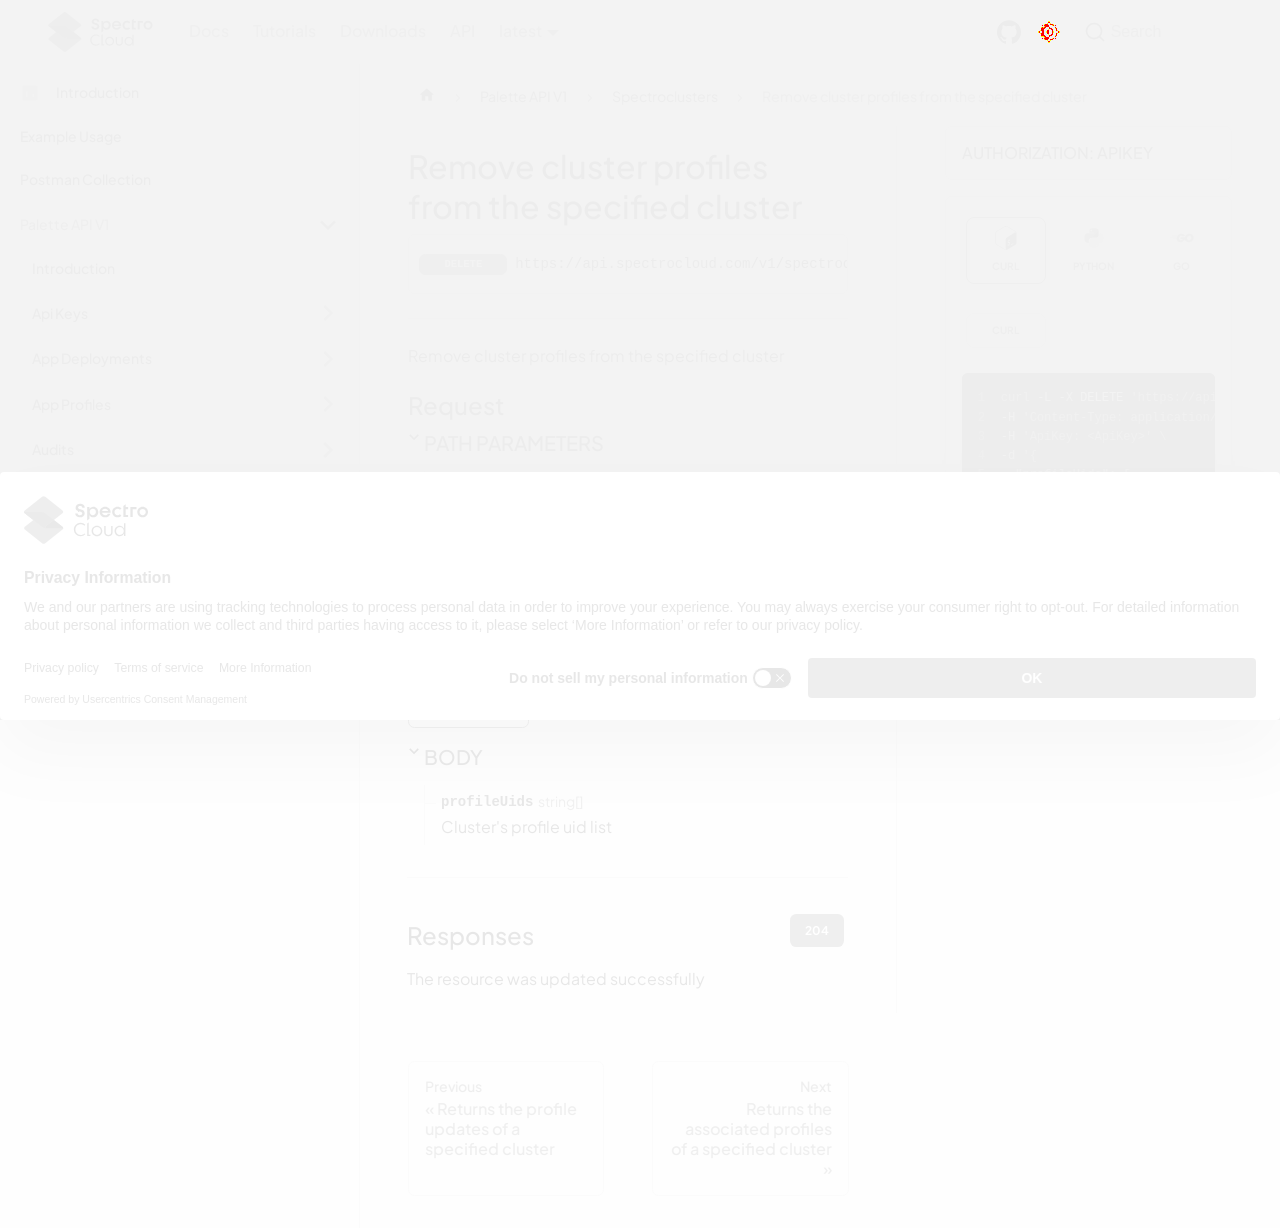 Spectro Cloud
Docs Tutorials Downloads API latest
Search
Introduction
Example Usage
Postman Collection
Palette API V1
Introduction
Api Keys
App Deployments
App Profiles
Audits
Palette API V1
Spectroclusters
Remove cluster profiles from the specified cluster
Remove cluster profiles
from the specified cluster
DELETE https://api.spectrocloud.com/v1/spectro
Remove cluster profiles from the specified cluster
Request
PATH PARAMETERS
AUTHORIZATION: APIKEY
CURL PYTHON GO
CURL
DELETE
Spectro
Cloud
Privacy Information
We and our partners are using tracking technologies to process personal data in order to improve your experience. You may always exercise your consumer right to opt-out. For detailed information
about personal information we collect and third parties having access to it, please select 'More Information' or refer to our privacy policy.
Privacy policy Terms of service More Information
Do not sell my personal information
OK
Powered by Usercentrics Consent Management
BODY
profileUids string[]
Cluster's profile uid list
Responses
204
The resource was updated successfully
Previous
« Returns the profile
updates of a
specified cluster
Next
Returns the
associated profiles
of a specified cluster
»